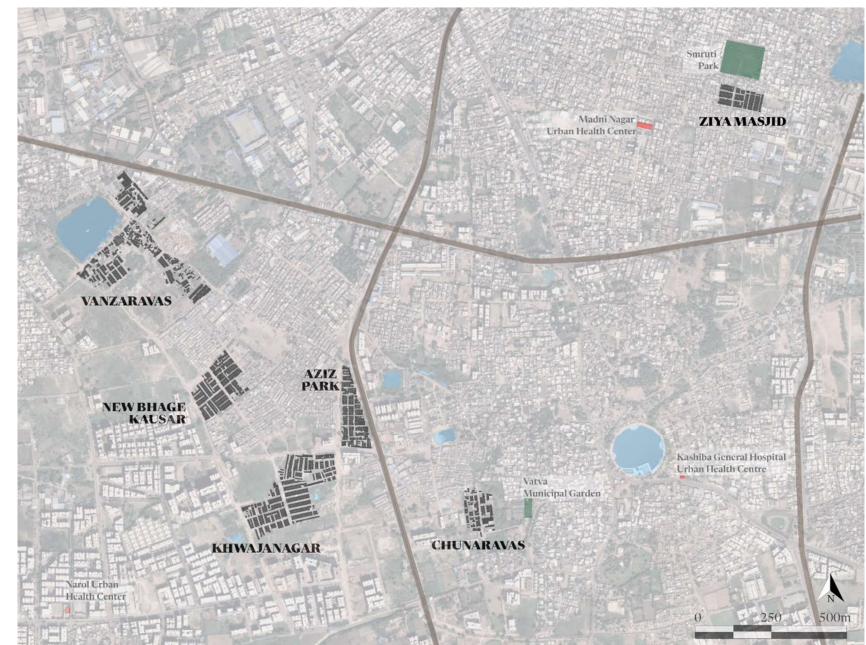 Smruti
Park
ZIYA MASJID
Madni Nagar
Urban Health Center
VANZARAVAS
AZIZ
PARK
NEW BHAGE
KAUSAR
Kashiba General Hospital
Urban Health Centre
Vatva
Municipal Garden
KHWAJANAGAR
CHUNARAVAS
Narol Urban
Health Center
N
0 250 500m